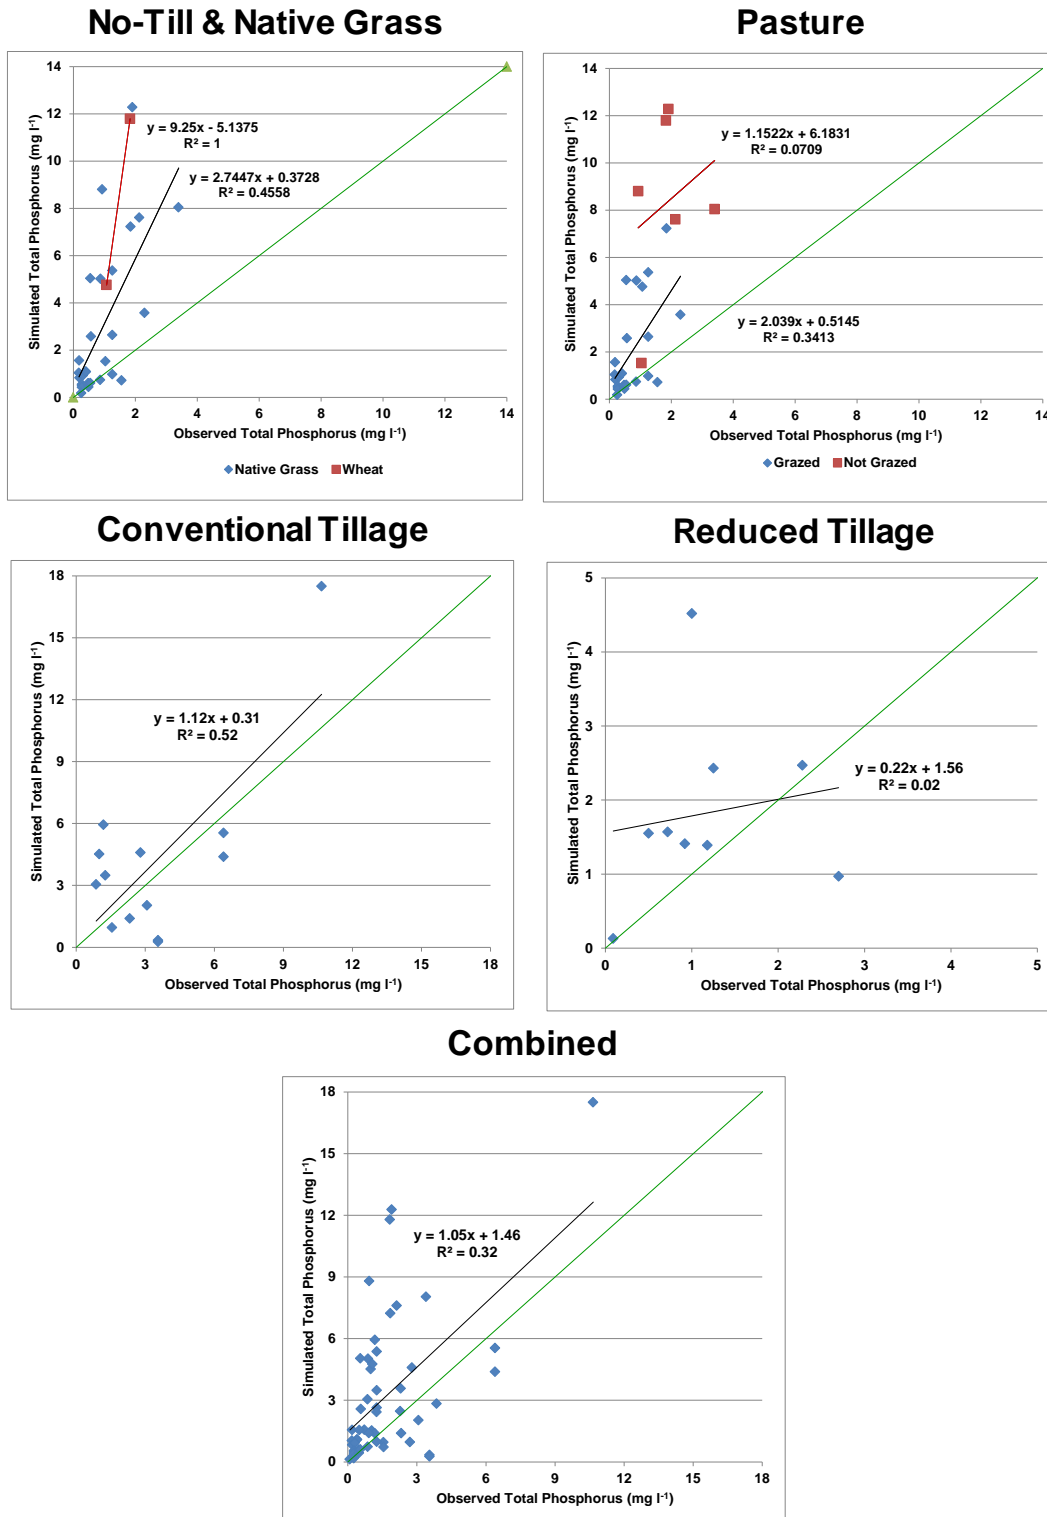 No-Till & Native Grass
14
12
10
8
6
4
2
0
0 2 4 6 8 10 12 14
Simulated Total Phosphorus (mg l⁻¹)
Observed Total Phosphorus (mg l⁻¹)
y = 9.25x - 5.1375
R² = 1
y = 2.7447x + 0.3728
R² = 0.4558
Native Grass Wheat
Pasture
14
12
10
8
6
4
2
0
0 2 4 6 8 10 12 14
Simulated Total Phosphorus (mg l⁻¹)
Observed Total Phosphorus (mg l⁻¹)
y = 1.1522x + 6.1831
R² = 0.0709
y = 2.039x + 0.5145
R² = 0.3413
Grazed Not Grazed
Conventional Tillage
18
15
12
9
6
3
0
0 3 6 9 12 15 18
Simulated Total Phosphorus (mg l⁻¹)
Observed Total Phosphorus (mg l⁻¹)
y = 1.12x + 0.31
R² = 0.52
Reduced Tillage
5
4
3
2
1
0
0 1 2 3 4 5
Simulated Total Phosphorus (mg l⁻¹)
Observed Total Phosphorus (mg l⁻¹)
y = 0.22x + 1.56
R² = 0.02
Combined
18
15
12
9
6
3
0
0 3 6 9 12 15 18
Simulated Total Phosphorus (mg l⁻¹)
Observed Total Phosphorus (mg l⁻¹)
y = 1.05x + 1.46
R² = 0.32